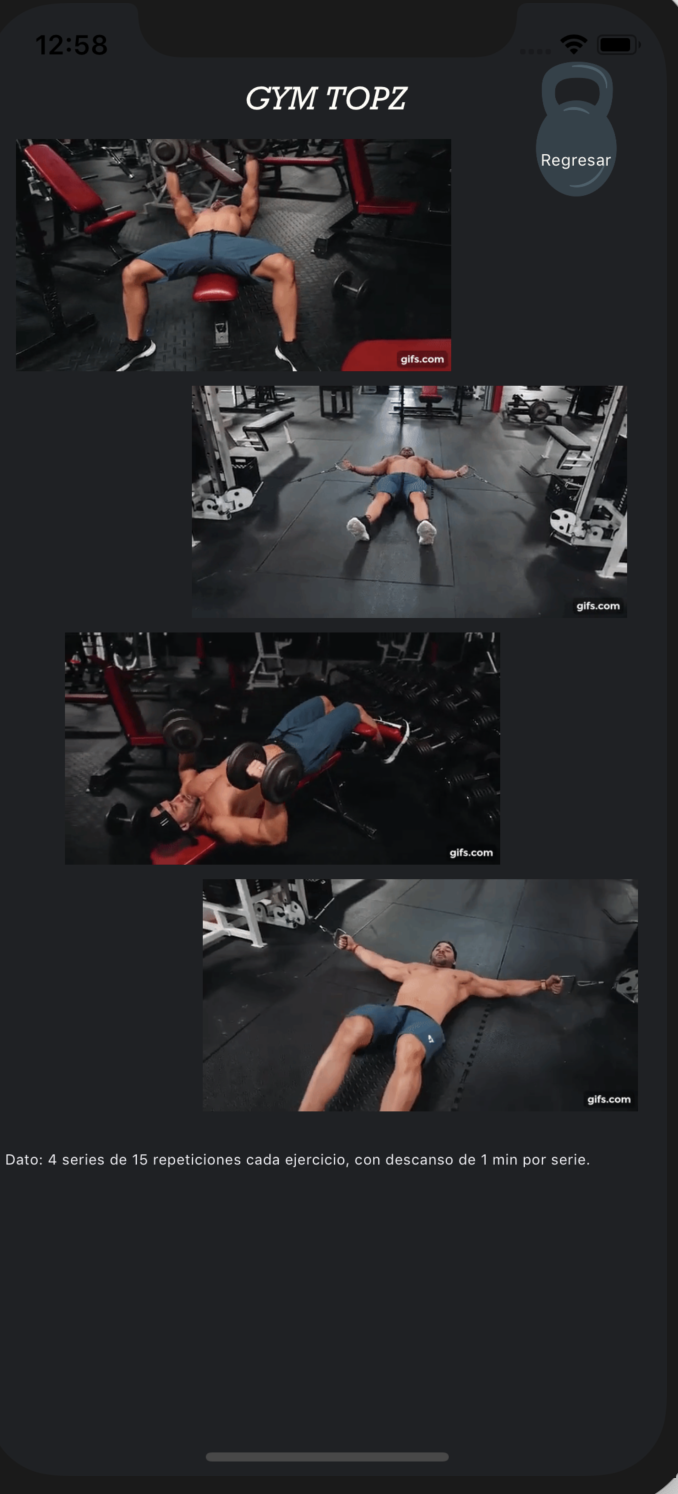 12:58
GYM TOPZ
Regresar
gifs.com
gifs.com
gifs.com
gifs.com
Dato: 4 series de 15 repeticiones cada ejercicio, con descanso de 1 min por serie.